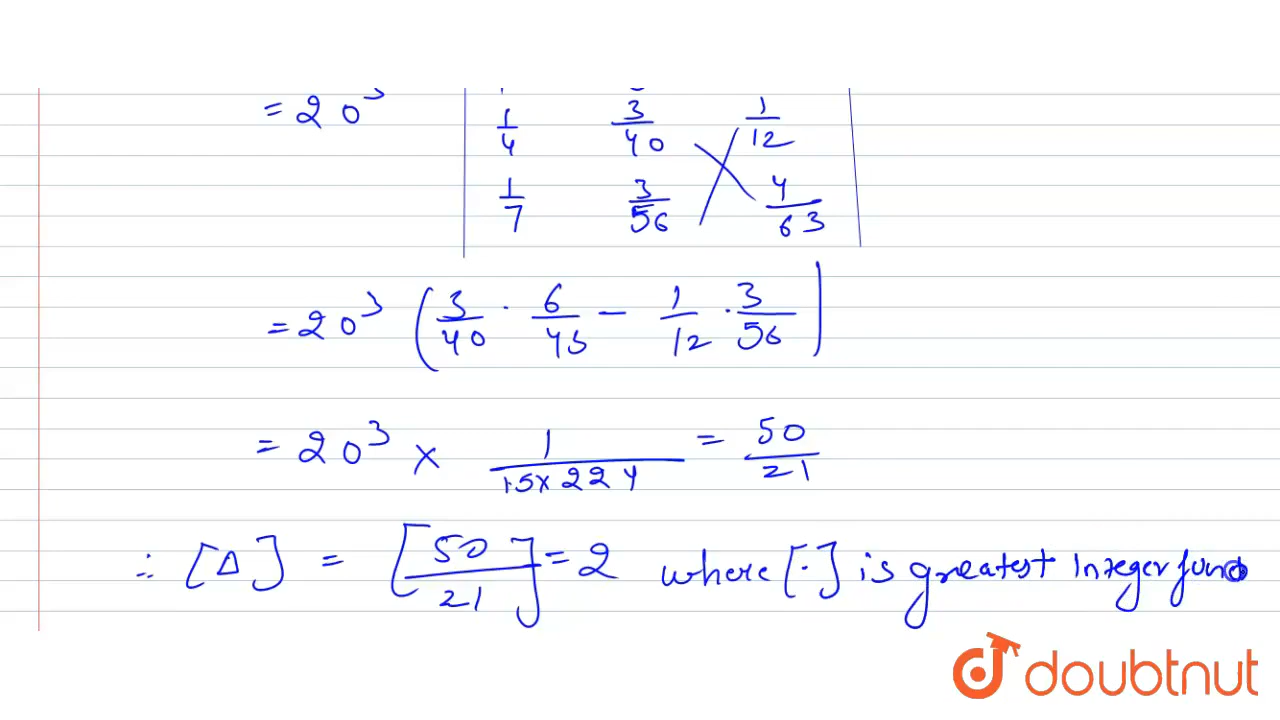 = 20³ | 1/4 3/40 1/12
1/7 3/56 4/63 |
= 20³ ( 3/40 · 6/45 − 1/12 · 3/56 )
= 20³ × 1/(15×224) = 50/21
∴ [Δ] = [50/21] = 2 where [·] is greatest Integer func
doubtnut